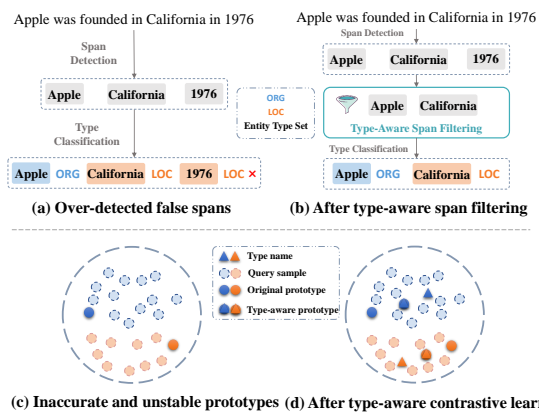 Apple was founded in California in 1976
Span
Detection
Apple California 1976
Type
Classification
Apple ORG California LOC 1976 LOC ×
(a) Over-detected false spans
ORG
LOC
Entity Type Set
Apple was founded in California in 1976
Span Detection
Apple California 1976
Apple California
Type-Aware Span Filtering
Type Classification
Apple ORG California LOC
(b) After type-aware span filtering
Type name
Query sample
Original prototype
Type-aware prototype
(c) Inaccurate and unstable prototypes
(d) After type-aware contrastive lear